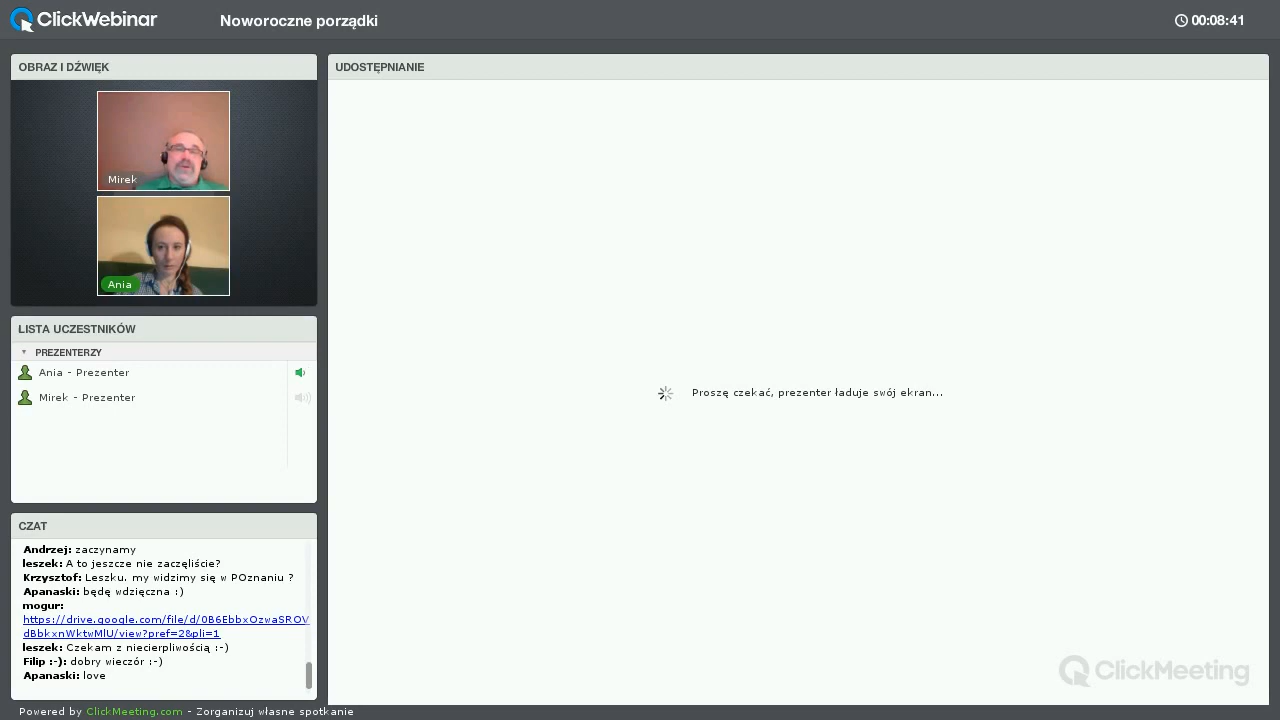 ClickWebinar
Noworoczne porządki
00:08:41
OBRAZ I DŹWIĘK
Mirek
Ania
LISTA UCZESTNIKÓW
PREZENTERZY
Ania - Prezenter
Mirek - Prezenter
CZAT
Andrzej: zaczynamy
leszek: A to jeszcze nie zaczęliście?
Krzysztof: Leszku. my widzimy się w POznaniu ?
Apanaski: będę wdzięczna :)
mogur:
https://drive.google.com/file/d/0B6EbbxOzwaSROV
dBbkxnWktwMlU/view?pref=2&pli=1
leszek: Czekam z niecierpliwością :-)
Filip :-): dobry wieczór :-)
Apanaski: love
UDOSTĘPNIANIE
Proszę czekać, prezenter ładuje swój ekran...
ClickMeeting
Powered by ClickMeeting.com - Zorganizuj własne spotkanie